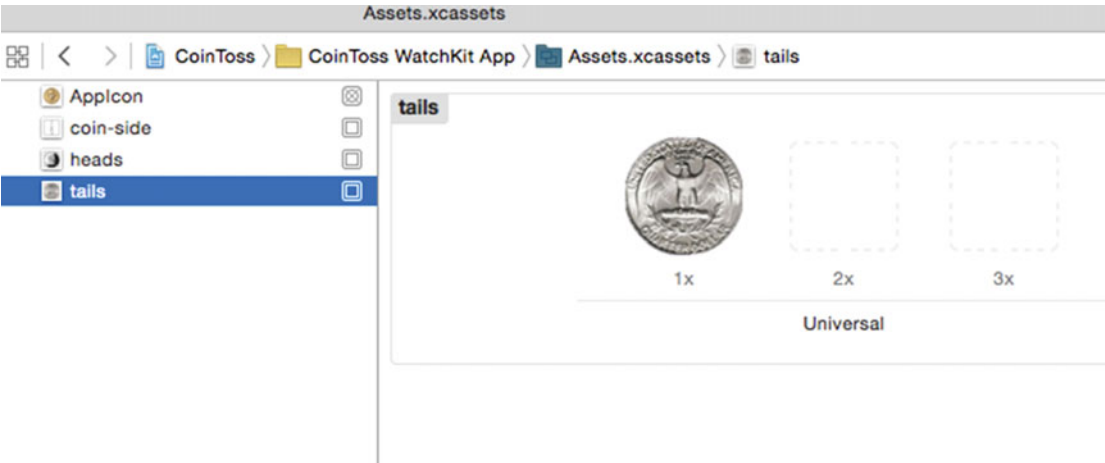 Assets.xcassets
CoinToss CoinToss WatchKit App Assets.xcassets tails
AppIcon
coin-side
heads
tails
tails
1x 2x 3x
Universal